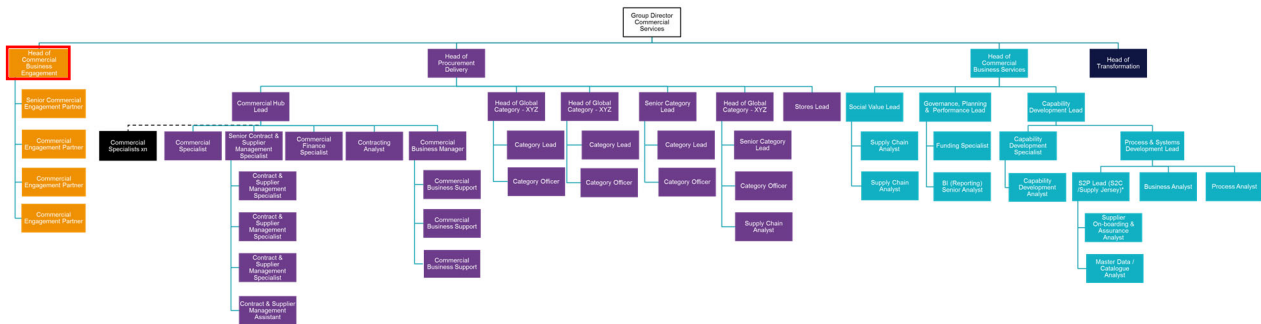 Group Director
Commercial
Services
Head of
Commercial
Business
Engagement
Head of
Procurement
Delivery
Head of
Commercial
Business Services
Head of
Transformation
Senior Commercial
Engagement Partner
Commercial
Engagement Partner
Commercial
Engagement Partner
Commercial
Engagement Partner
Commercial Hub
Lead
Head of Global
Category - XYZ
Head of Global
Category - XYZ
Senior Category
Lead
Head of Global
Category - XYZ
Stores Lead
Commercial
Specialists xn
Commercial
Specialist
Senior Contract &
Supplier
Management
Specialist
Commercial
Finance
Specialist
Contracting
Analyst
Commercial
Business Manager
Contract &
Supplier
Management
Specialist
Contract &
Supplier
Management
Specialist
Contract &
Supplier
Management
Specialist
Contract & Supplier
Management
Assistant
Commercial
Business Support
Commercial
Business Support
Commercial
Business Support
Category Lead
Category Officer
Category Lead
Category Officer
Category Lead
Category Officer
Senior Category
Lead
Category Officer
Supply Chain
Analyst
Social Value Lead
Governance, Planning
& Performance Lead
Capability
Development Lead
Supply Chain
Analyst
Supply Chain
Analyst
Funding Specialist
BI (Reporting)
Senior Analyst
Capability
Development
Specialist
Capability
Development Analyst
Process & Systems
Development Lead
S2P Lead (S2C
/Supply Jersey)*
Business Analyst
Process Analyst
Supplier
On-boarding &
Assurance
Analyst
Master Data /
Catalogue
Analyst